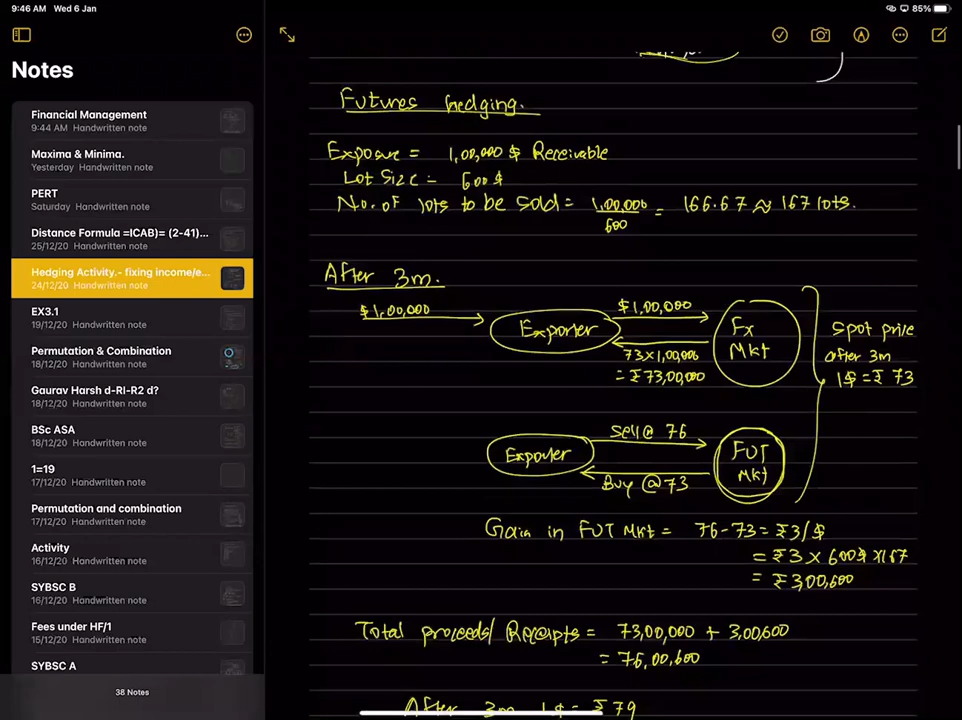 9:46 AM Wed 6 Jan
85%
Notes
Financial Management
9:44 AM Handwritten note
Maxima & Minima.
Yesterday Handwritten note
PERT
Saturday Handwritten note
Distance Formula =ICAB)= (2-41)...
25/12/20 Handwritten note
Hedging Activity.- fixing income/e...
24/12/20 Handwritten note
EX3.1
19/12/20 Handwritten note
Permutation & Combination
18/12/20 Handwritten note
Gaurav Harsh d-RI-R2 d?
18/12/20 Handwritten note
BSc ASA
18/12/20 Handwritten note
1=19
17/12/20 Handwritten note
Permutation and combination
17/12/20 Handwritten note
Activity
16/12/20 Handwritten note
SYBSC B
16/12/20 Handwritten note
Fees under HF/1
15/12/20 Handwritten note
SYBSC A
38 Notes
Futures hedging.
Exposure = 1,00,000 $ Receivable
Lot Size = 600 $
No. of lots to be sold = 1,00,000 / 600 = 166.67 ≈ 167 lots.
After 3m.
$1,00,000
Exporter
$1,00,000
73x1,00,000
= ₹73,00,000
Fx
Mkt
Spot price
after 3m
1$ = ₹ 73
Exporter
Sell@ 76
Buy @73
FUT
Mkt
Gain in FUT Mkt = 76-73 = ₹3/$
= ₹3 x 600$ x167
= ₹3,00,600
Total proceeds/ Receipts = 73,00,000 + 3,00,600
= 76,00,600
After 3m 1$ = ₹79